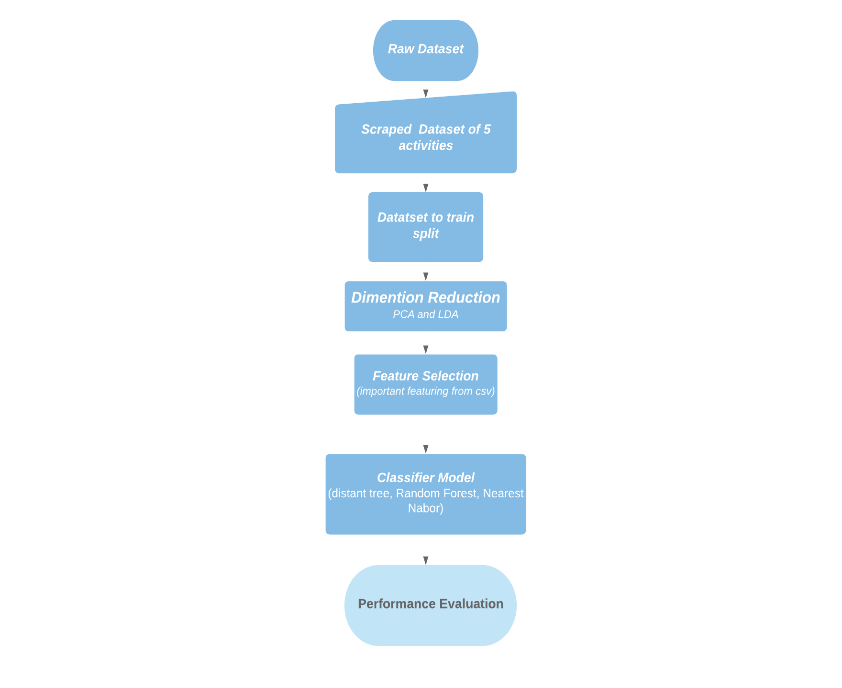 Raw Dataset
Scraped Dataset of 5
activities
Datatset to train
split
Dimention Reduction
PCA and LDA
Feature Selection
(important featuring from csv)
Classifier Model
(distant tree, Random Forest, Nearest
Nabor)
Performance Evaluation